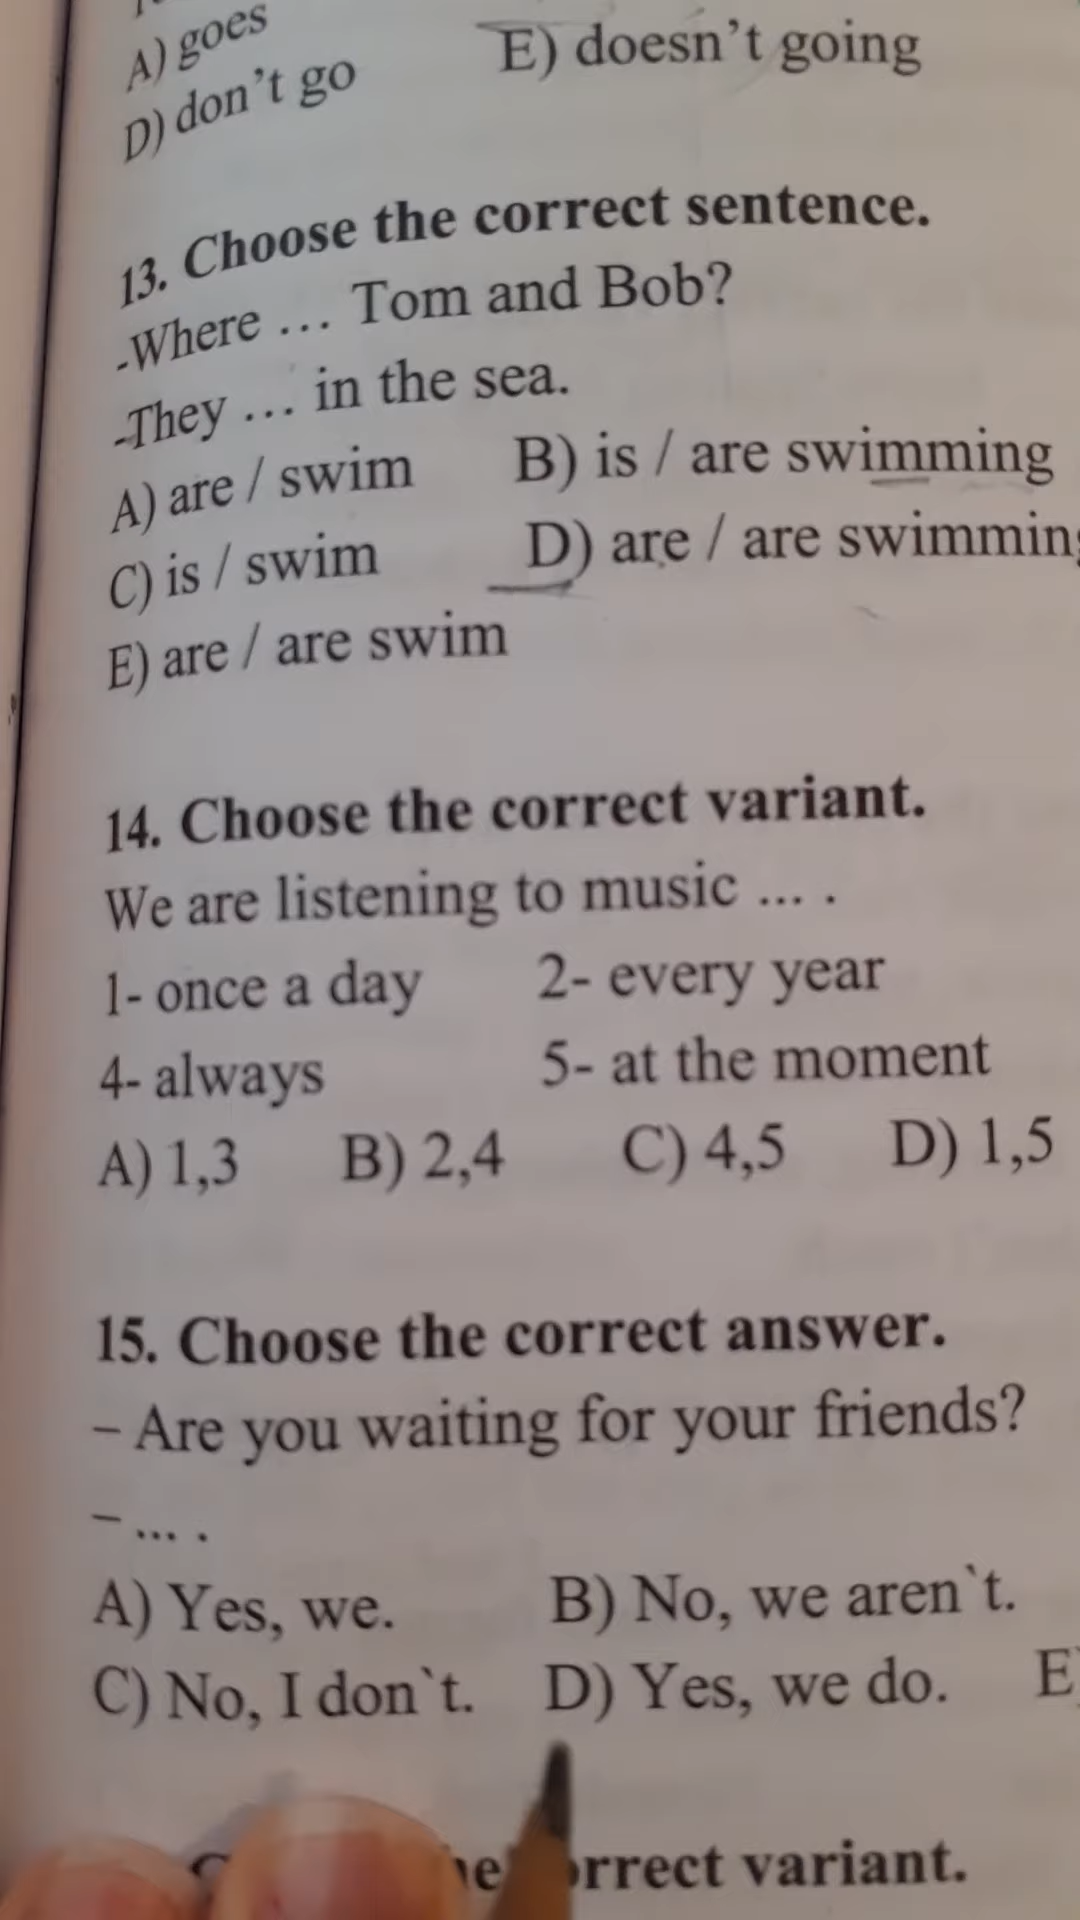 A) goes
D) don't go E) doesn't going
13. Choose the correct sentence.
-Where ... Tom and Bob?
-They ... in the sea.
A) are / swim B) is / are swimming
C) is / swim D) are / are swimming
E) are / are swim
14. Choose the correct variant.
We are listening to music ... .
1- once a day 2- every year
4- always 5- at the moment
A) 1,3 B) 2,4 C) 4,5 D) 1,5
15. Choose the correct answer.
– Are you waiting for your friends?
– ... .
A) Yes, we. B) No, we aren`t.
C) No, I don`t. D) Yes, we do. E)
variant.